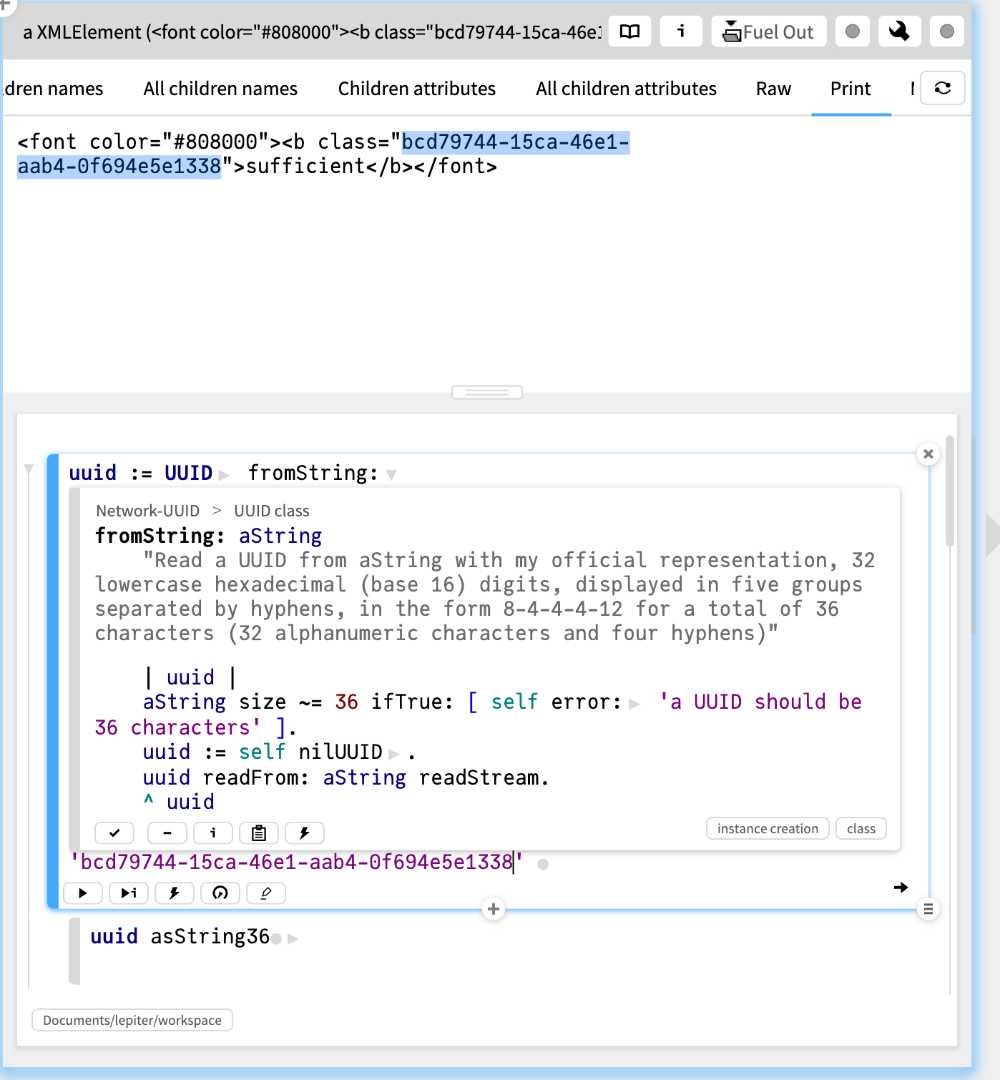 a XMLElement (<font color="#808000"><b class="bcd79744-15ca-46e1
i
Fuel Out
dren names
All children names
Children attributes
All children attributes
Raw
Print
<font color="#808000"><b class="bcd79744-15ca-46e1-
aab4-0f694e5e1338">sufficient</b></font>
uuid := UUID fromString:
Network-UUID > UUID class
fromString: aString
"Read a UUID from aString with my official representation, 32
lowercase hexadecimal (base 16) digits, displayed in five groups
separated by hyphens, in the form 8-4-4-4-12 for a total of 36
characters (32 alphanumeric characters and four hyphens)"
| uuid |
aString size ~= 36 ifTrue: [ self error: 'a UUID should be
36 characters' ].
uuid := self nilUUID .
uuid readFrom: aString readStream.
^ uuid
i
instance creation
class
'bcd79744-15ca-46e1-aab4-0f694e5e1338'
i
uuid asString36
Documents/lepiter/workspace